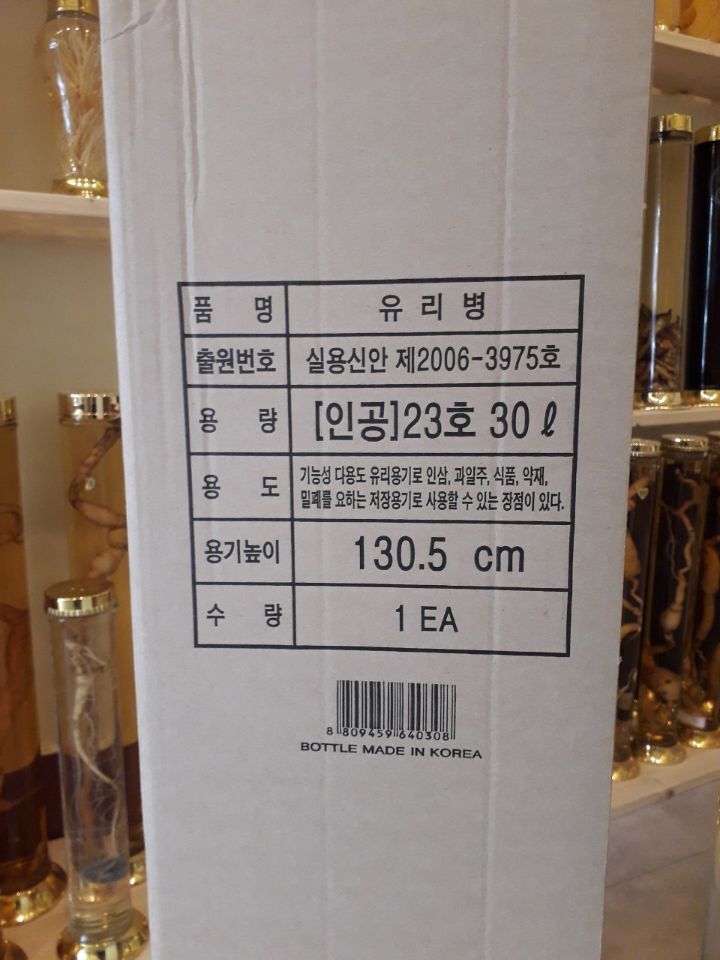 품 명 유 리 병
출원번호 실용신안 제2006-3975호
용 량 [인공]23호 30ℓ
용 도 기능성 다용도 유리용기로 인삼, 과일주, 식품, 약재,
밀폐를 요하는 저장용기로 사용할 수 있는 장점이 있다.
용기높이 130.5 cm
수 량 1 EA
8 809459 640308
BOTTLE MADE IN KOREA